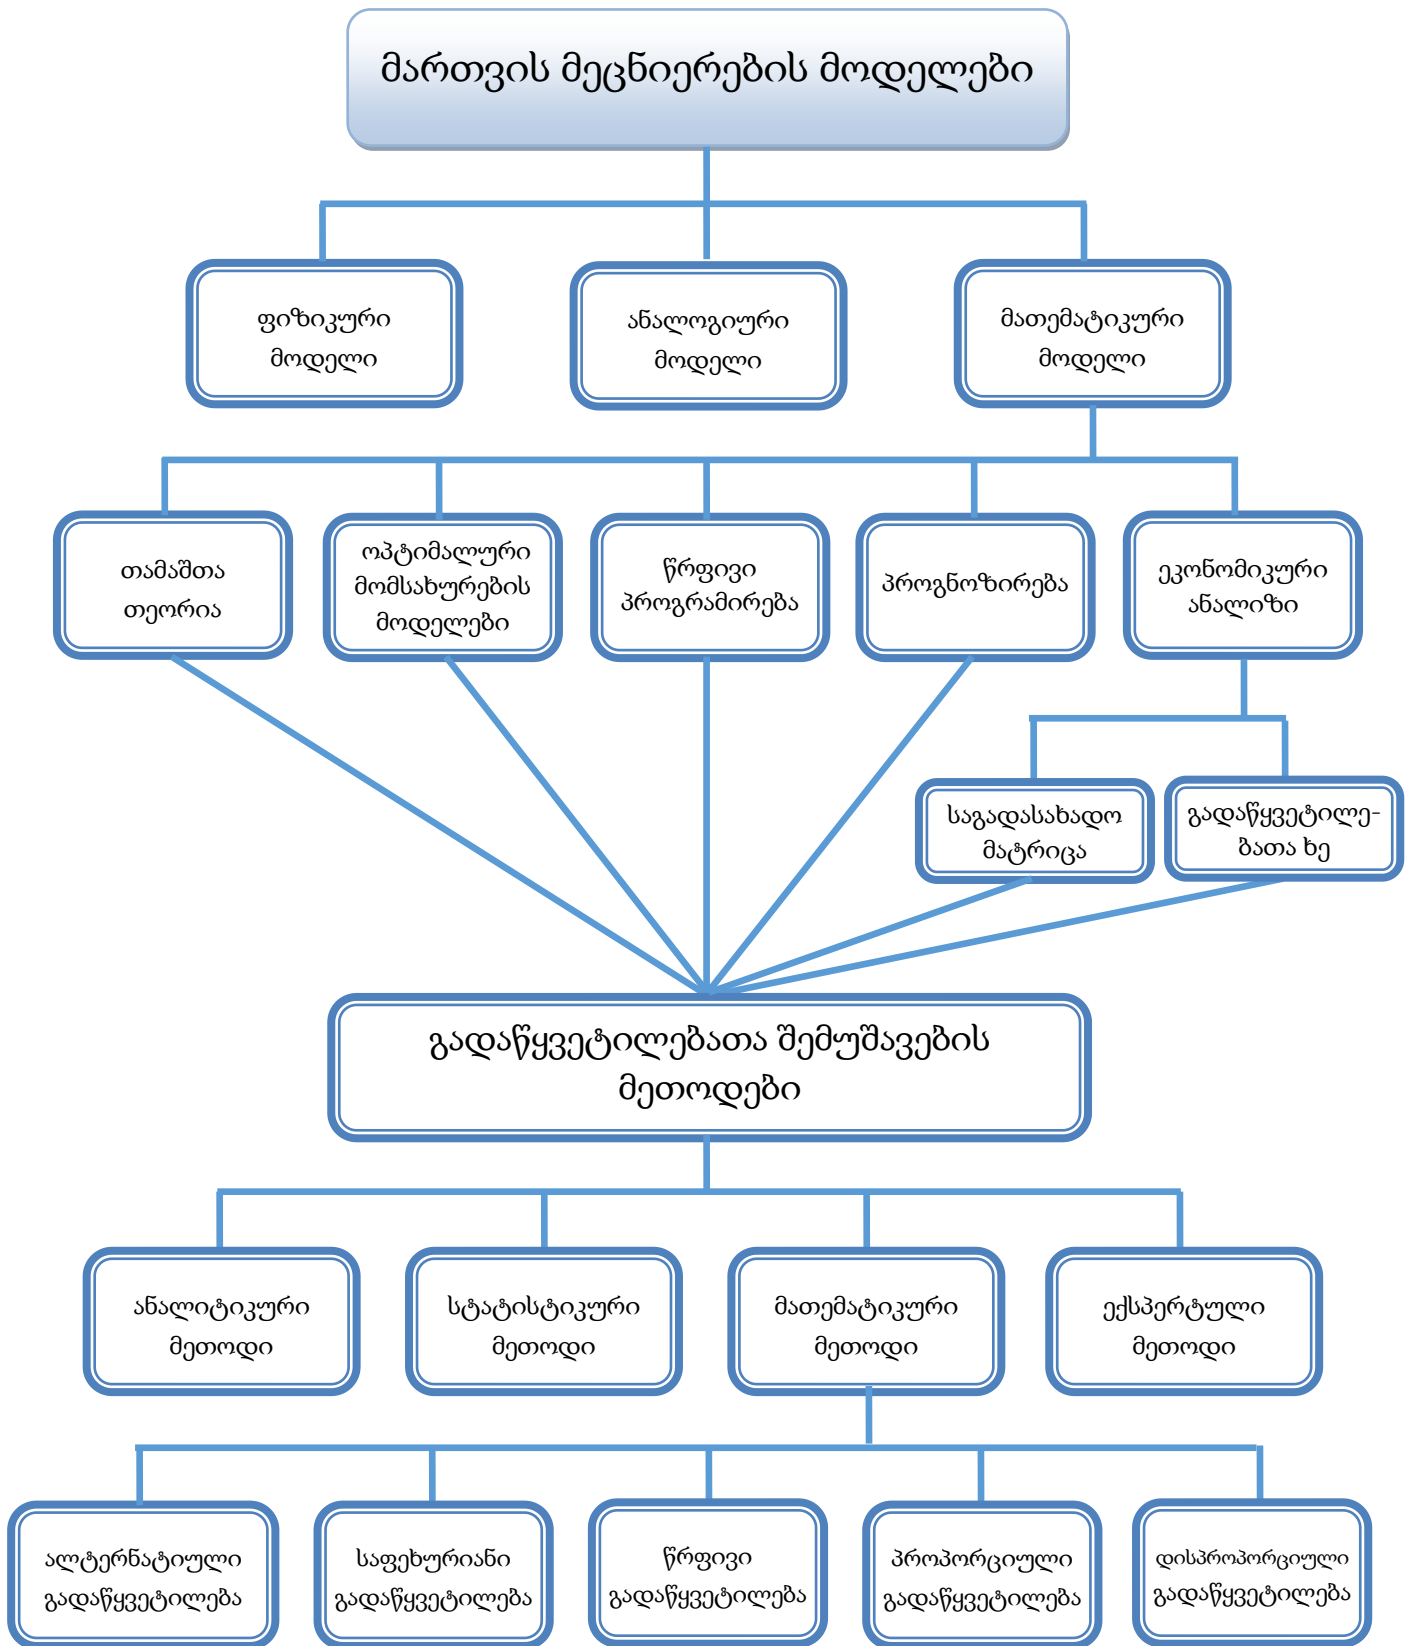 მართვის მეცნიერების მოდელები
ფიზიკური
მოდელი
ანალოგიური
მოდელი
მათემატიკური
მოდელი
თამაშთა
თეორია
ოპტიმალური
მომსახურების
მოდელები
წრფივი
პროგრამირება
პროგნოზირება
ეკონომიკური
ანალიზი
საგადასახადო
მატრიცა
გადაწყვეტილე-
ბათა ხე
გადაწყვეტილებათა შემუშავების
მეთოდები
ანალიტიკური
მეთოდი
სტატისტიკური
მეთოდი
მათემატიკური
მეთოდი
ექსპერტული
მეთოდი
ალტერნატიული
გადაწყვეტილება
საფეხურიანი
გადაწყვეტილება
წრფივი
გადაწყვეტილება
პროპორციული
გადაწყვეტილება
დისპროპორციული
გადაწყვეტილება